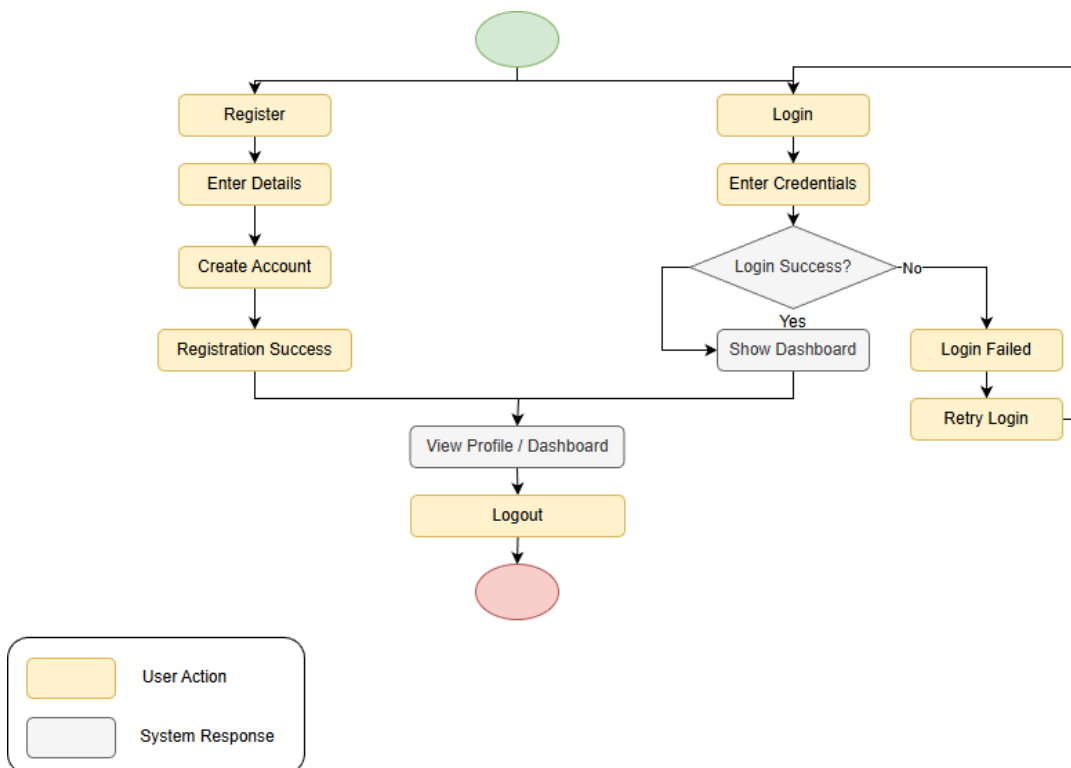 Register
Login
Enter Details
Enter Credentials
Create Account
Login Success?
No
Yes
Registration Success
Show Dashboard
Login Failed
Retry Login
View Profile / Dashboard
Logout
User Action
System Response